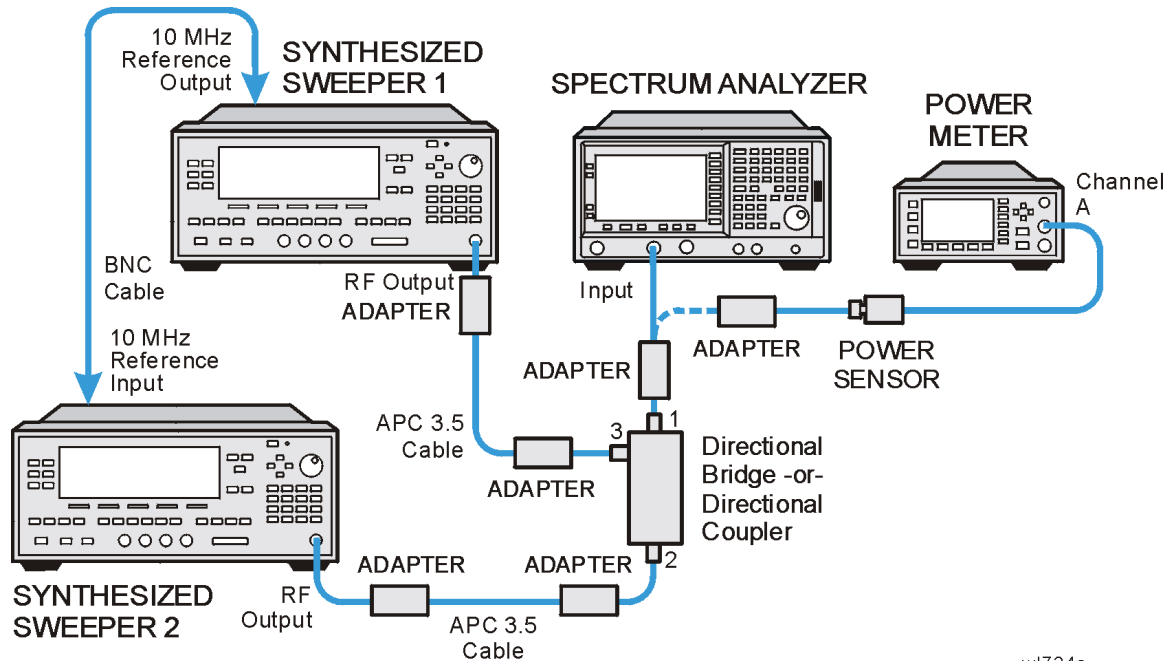 10 MHz
Reference
Output
SYNTHESIZED
SWEEPER 1
SPECTRUM ANALYZER
POWER
METER
Channel
A
BNC
Cable
RF Output
ADAPTER
Input
10 MHz
Reference
Input
ADAPTER
ADAPTER
POWER
SENSOR
APC 3.5
Cable
3
1
ADAPTER
Directional
Bridge -or-
Directional
Coupler
2
SYNTHESIZED
SWEEPER 2
RF
Output
ADAPTER
ADAPTER
APC 3.5
Cable